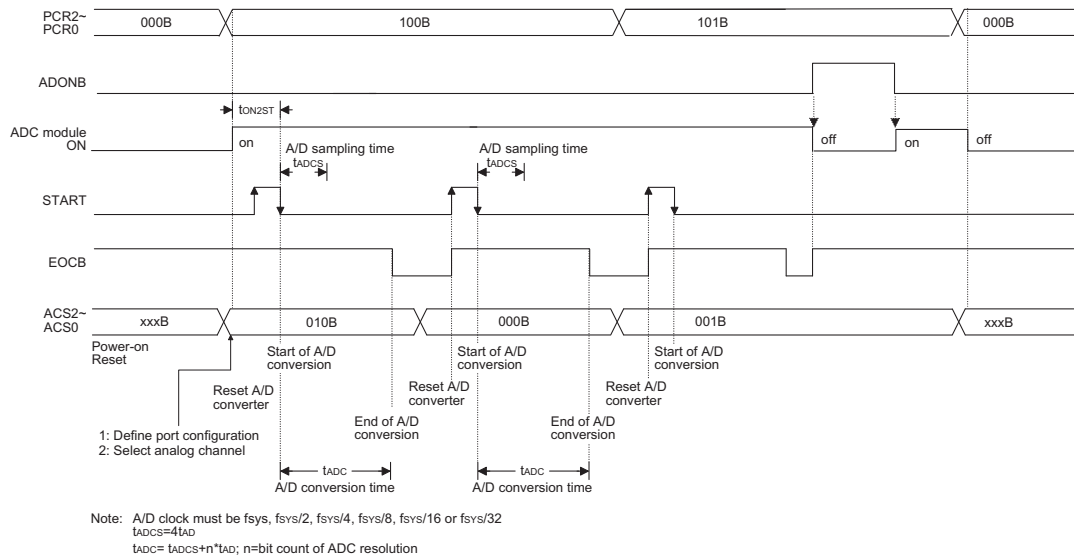 PCR2~
PCR0
000B
100B
101B
000B
ADONB
tON2ST
ADC module
ON
on
off
on
off
A/D sampling time
tADCS
A/D sampling time
tADCS
START
EOCB
ACS2~
ACS0
xxxB
010B
000B
001B
xxxB
Power-on
Reset
Start of A/D
conversion
Start of A/D
conversion
Start of A/D
conversion
Reset A/D
converter
Reset A/D
converter
Reset A/D
converter
End of A/D
conversion
End of A/D
conversion
1: Define port configuration
2: Select analog channel
tADC
A/D conversion time
tADC
A/D conversion time
Note: A/D clock must be fsys, fSYS/2, fSYS/4, fSYS/8, fSYS/16 or fSYS/32
tADCS=4tAD
tADC= tADCS+n*tAD; n=bit count of ADC resolution